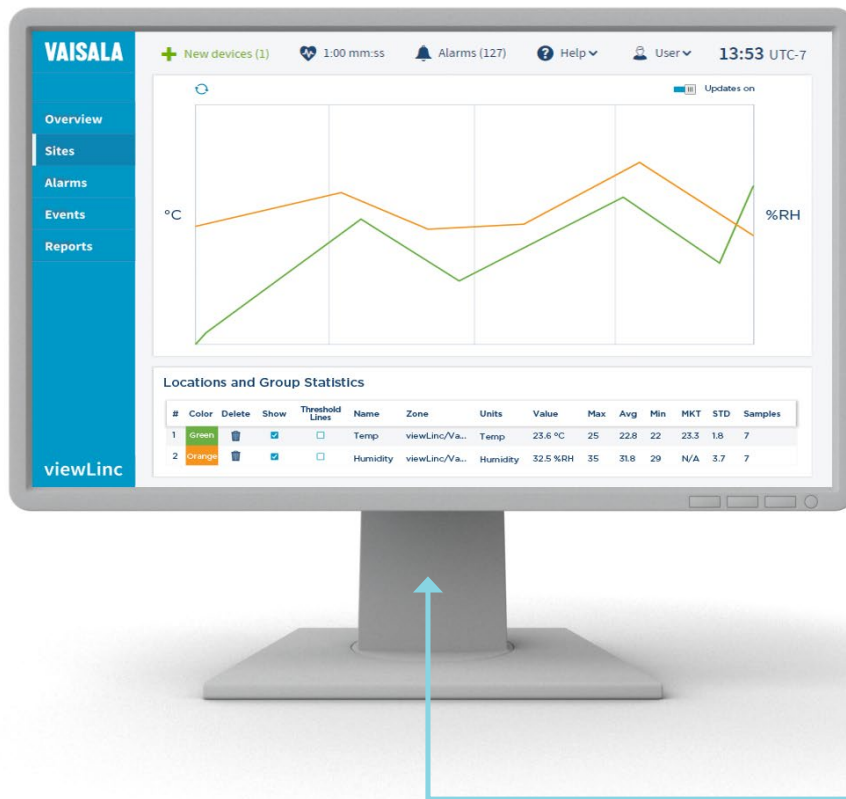 VAISALA
New devices (1) 1:00 mm:ss Alarms (127) Help User 13:53 UTC-7
Overview
Sites
Alarms
Events
Reports
viewLinc
Updates on
°C
%RH
Locations and Group Statistics
# Color Delete Show Threshold Lines Name Zone Units Value Max Avg Min MKT STD Samples
1 Green Temp viewLinc/Va... Temp 23.6 °C 25 22.8 22 23.3 1.8 7
2 Orange Humidity viewLinc/Va... Humidity 32.5 %RH 35 31.8 29 N/A 3.7 7